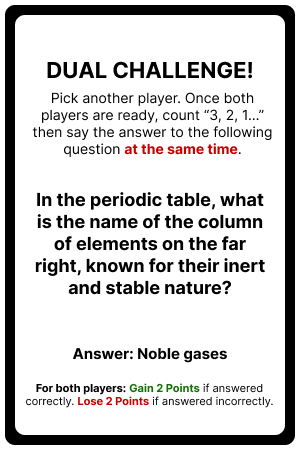 DUAL CHALLENGE!
Pick another player. Once both
players are ready, count “3, 2, 1...”
then say the answer to the following
question at the same time.
In the periodic table, what
is the name of the column
of elements on the far
right, known for their inert
and stable nature?
Answer: Noble gases
For both players: Gain 2 Points if answered
correctly. Lose 2 Points if answered incorrectly.